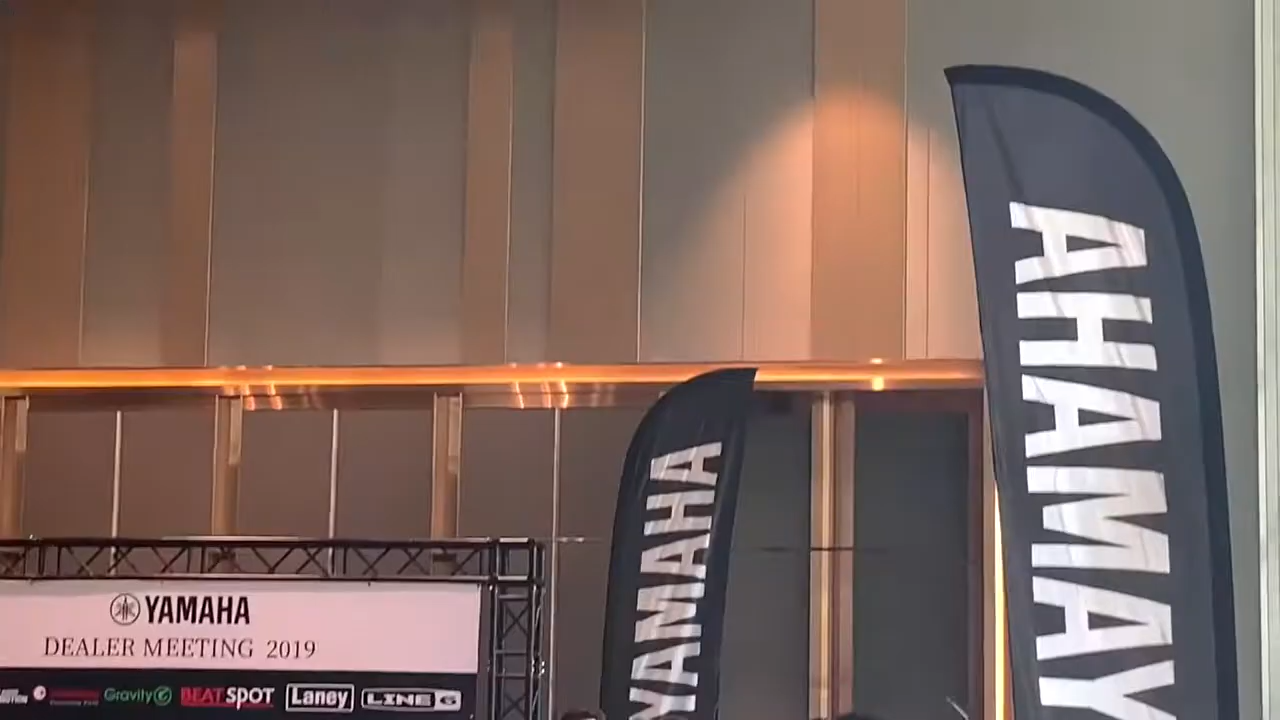 YAMAHA
YAMAHA
YAMAHA
DEALER MEETING 2019
Gravity
BEATSPOT
Laney
LINE 6